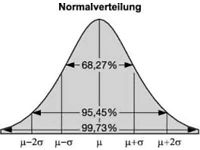 Normalverteilung
68,27%
95,45%
99,73%
μ−2σ μ−σ μ μ+σ μ+2σ